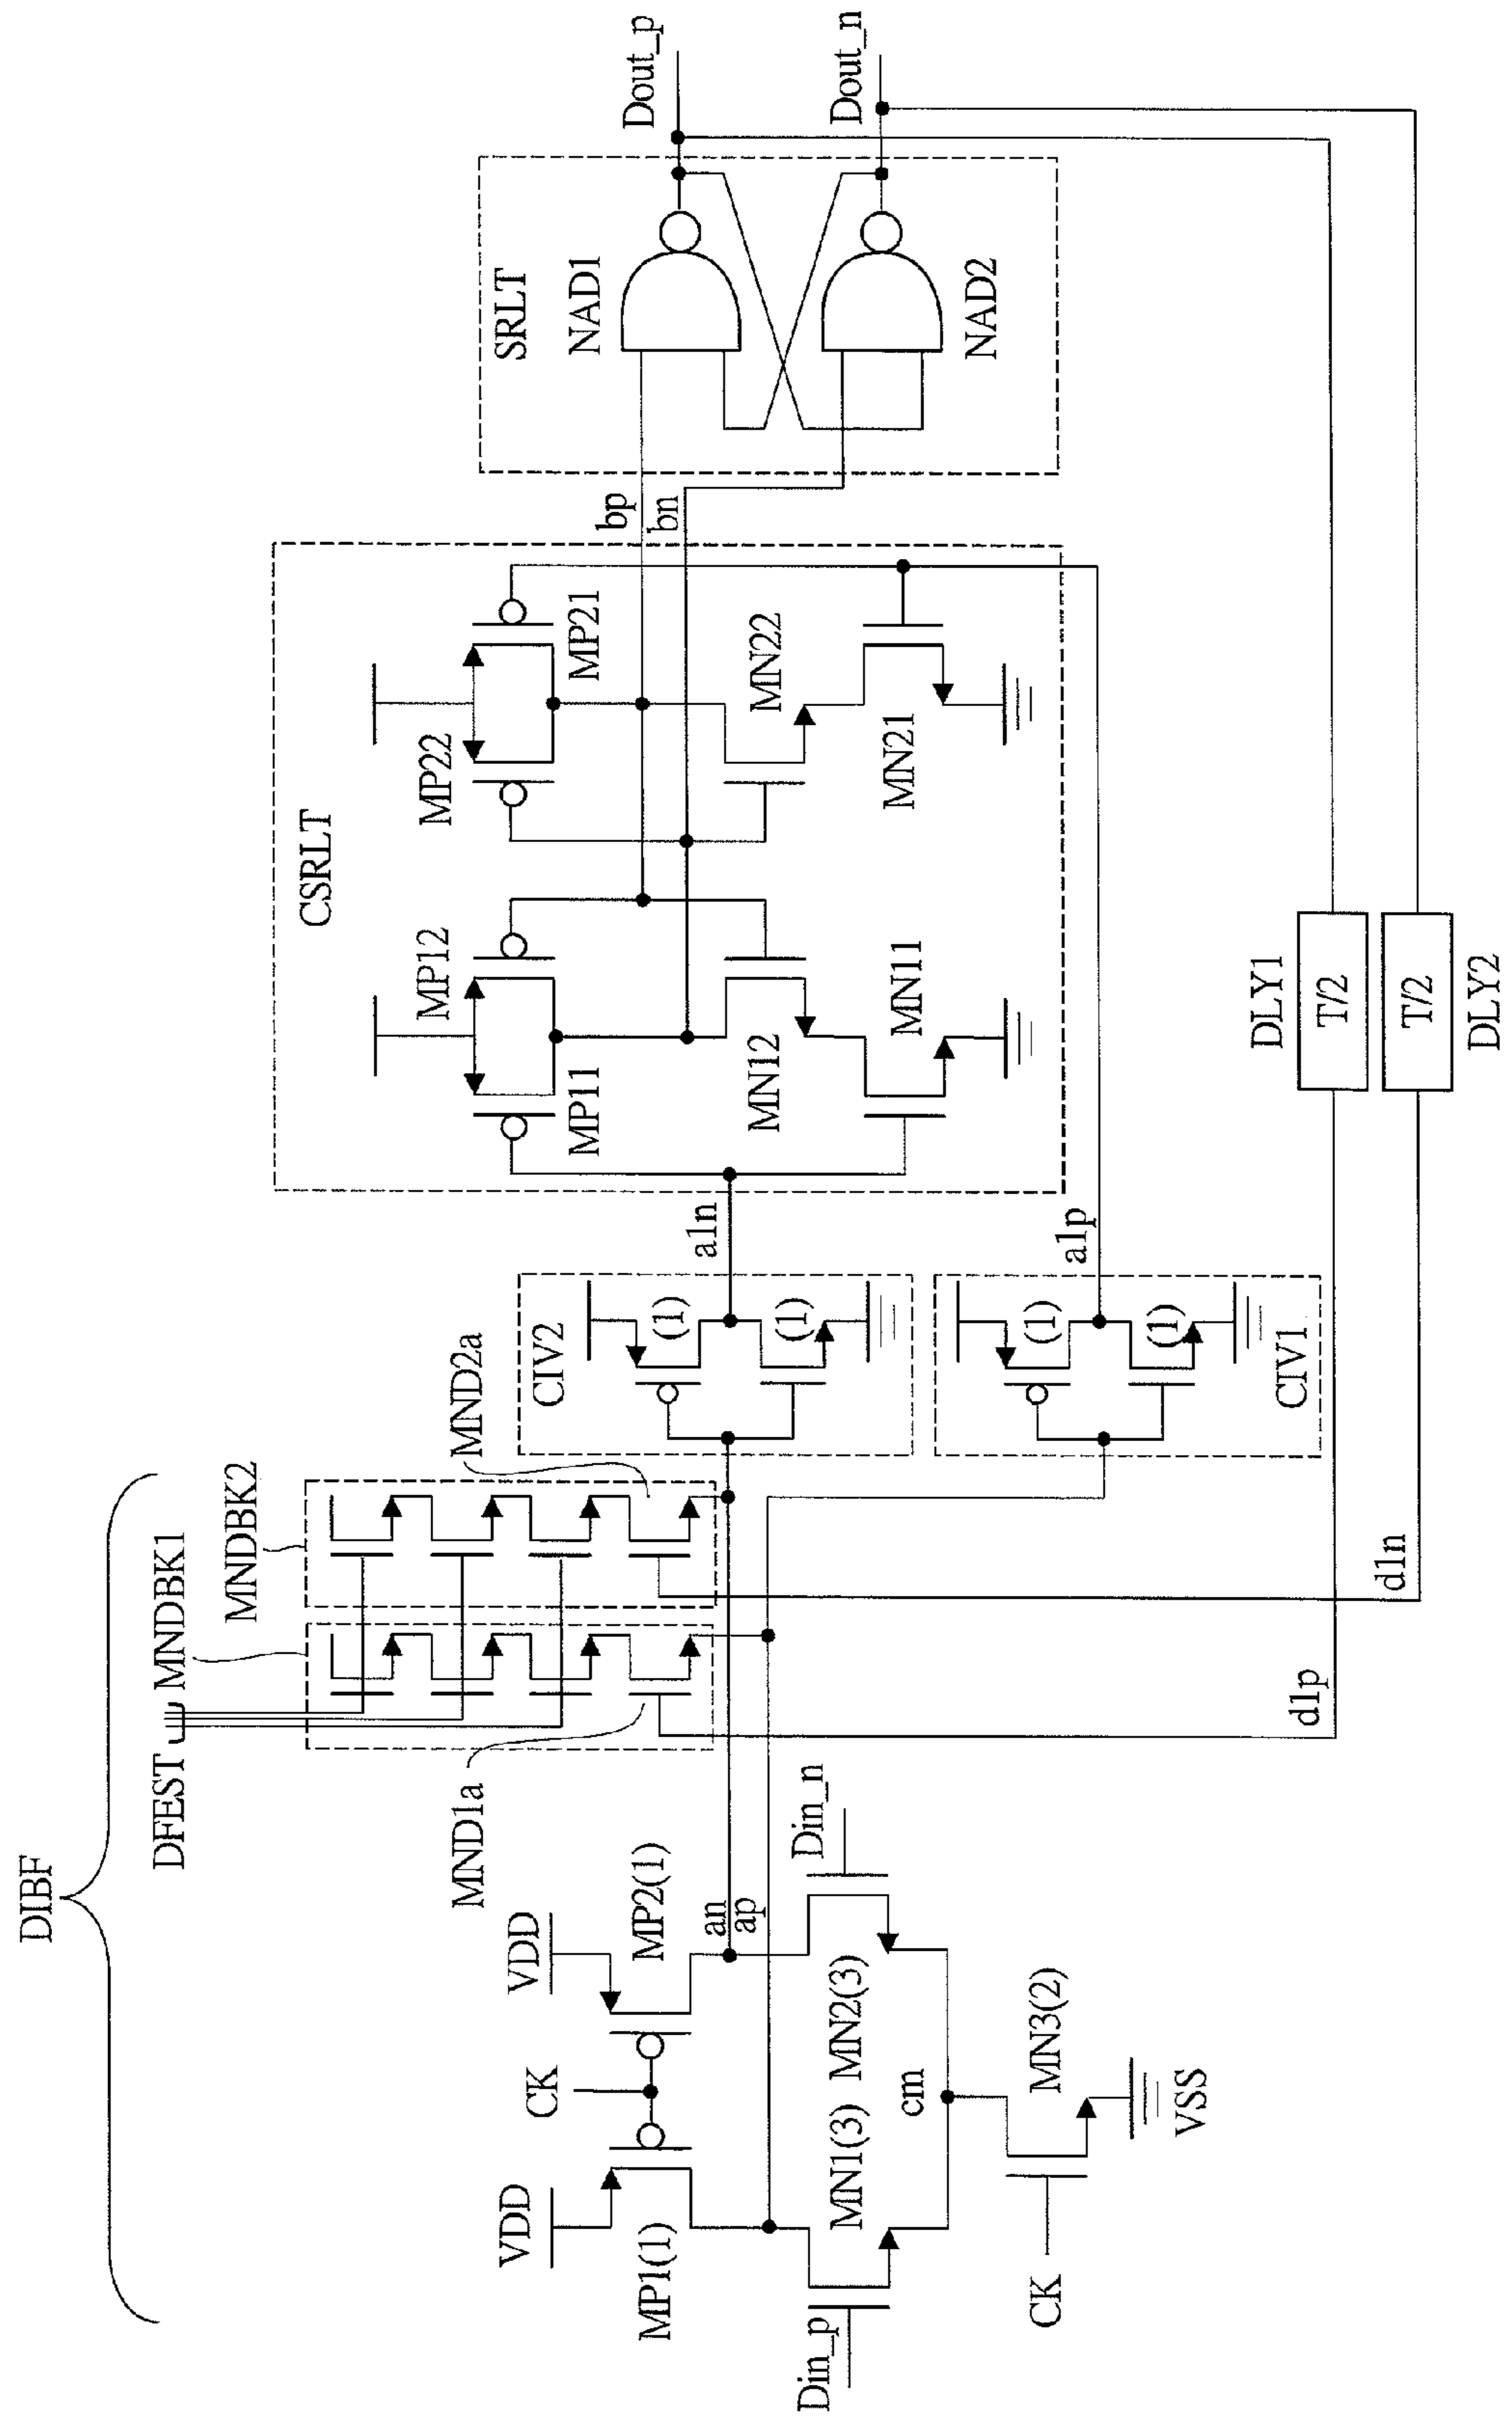 DIBF
DFEST
MNDBK1
MNDBK2
MND1a
MND2a
VDD
VDD
CK
MP1(1)
MP2(1)
an
ap
Din_p
Din_n
MN1(3)
MN2(3)
cm
CK
MN3(2)
VSS
CIV2
(1)
(1)
CIV1
(1)
(1)
a1n
a1p
CSRLT
MP11
MP12
MP22
MP21
MN12
MN11
MN22
MN21
bp
bn
SRLT
NAD1
NAD2
Dout_p
Dout_n
DLY1
T/2
T/2
DLY2
d1p
d1n